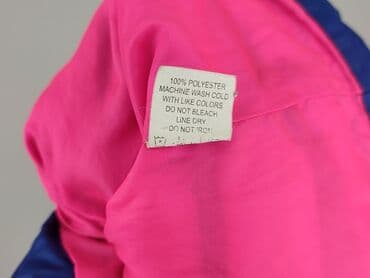 100% POLYESTER
MACHINE WASH COLD
WITH LIKE COLORS
DO NOT BLEACH
LINE DRY
DO NOT IRON